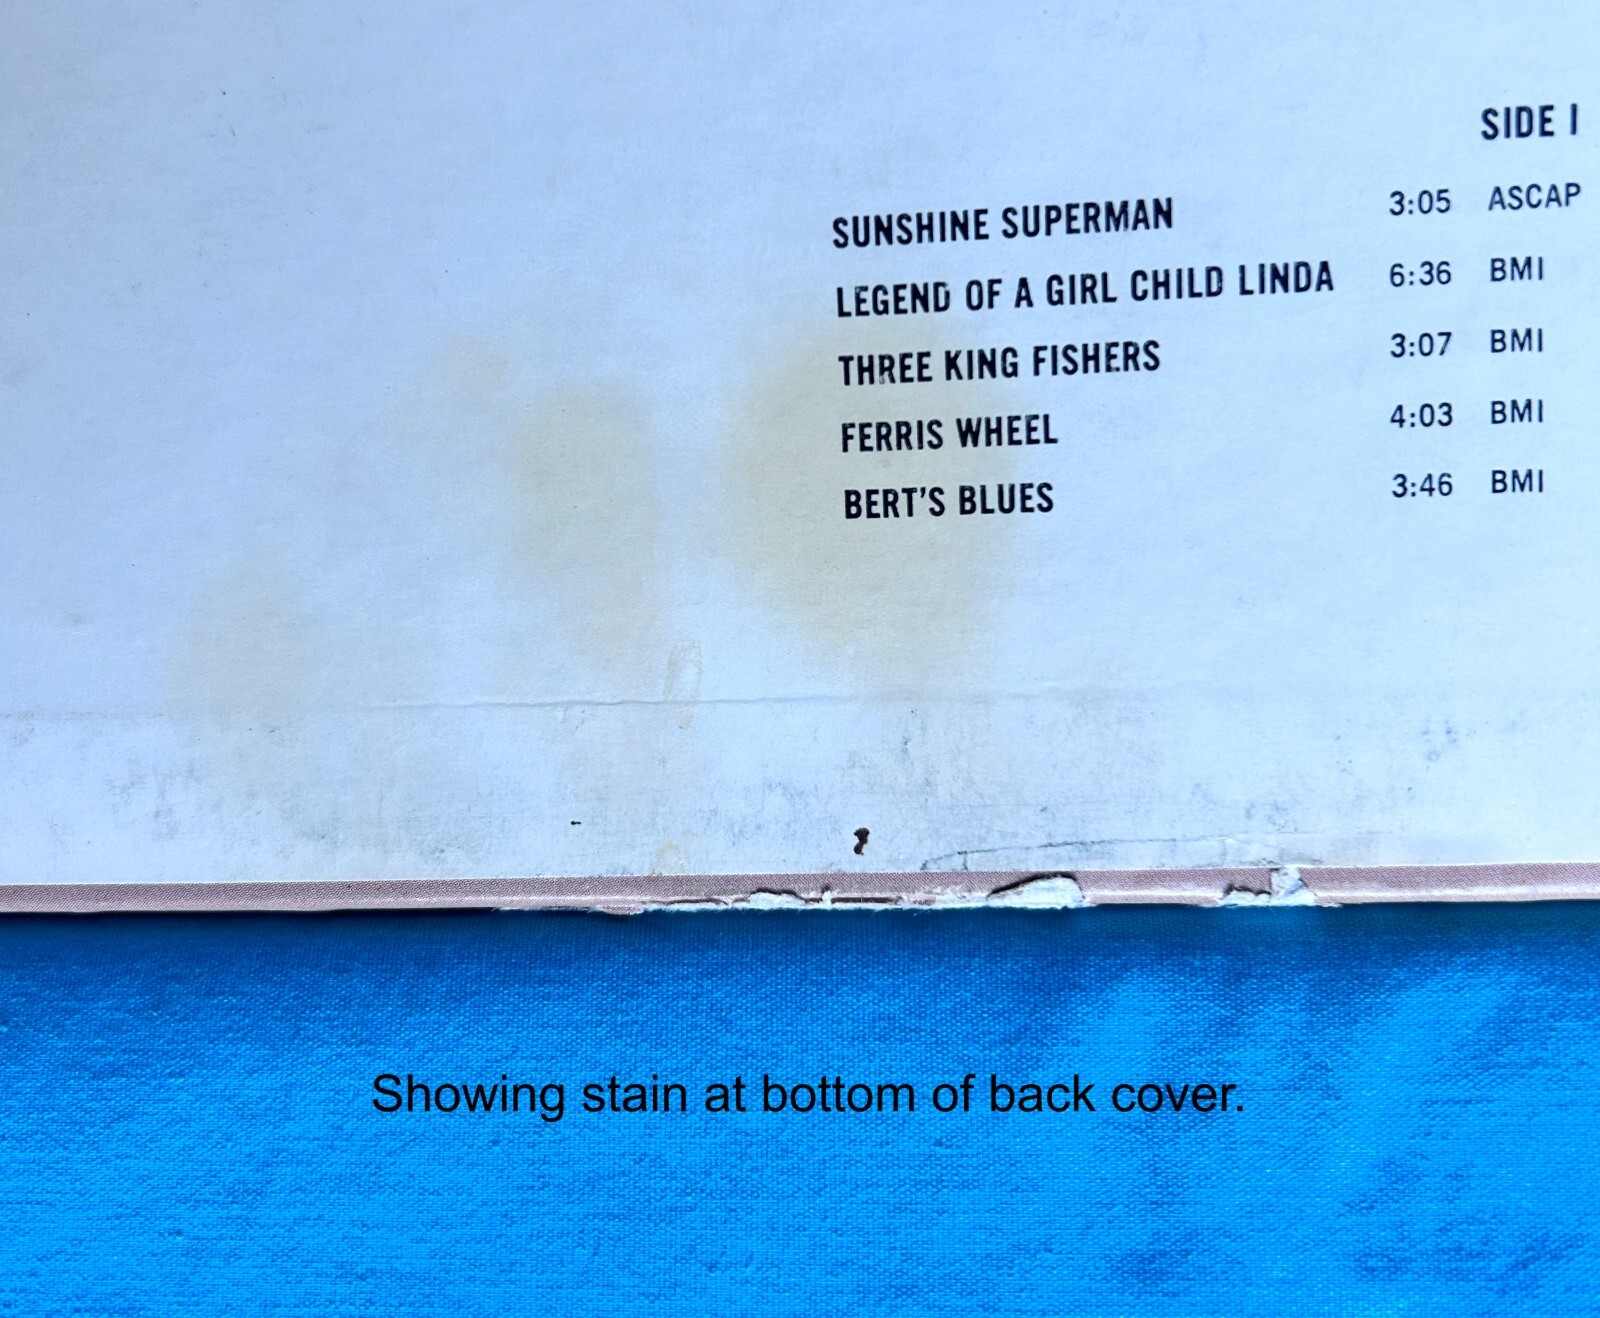 SIDE I
SUNSHINE SUPERMAN 3:05 ASCAP
LEGEND OF A GIRL CHILD LINDA 6:36 BMI
THREE KING FISHERS 3:07 BMI
FERRIS WHEEL 4:03 BMI
BERT'S BLUES 3:46 BMI
Showing stain at bottom of back cover.